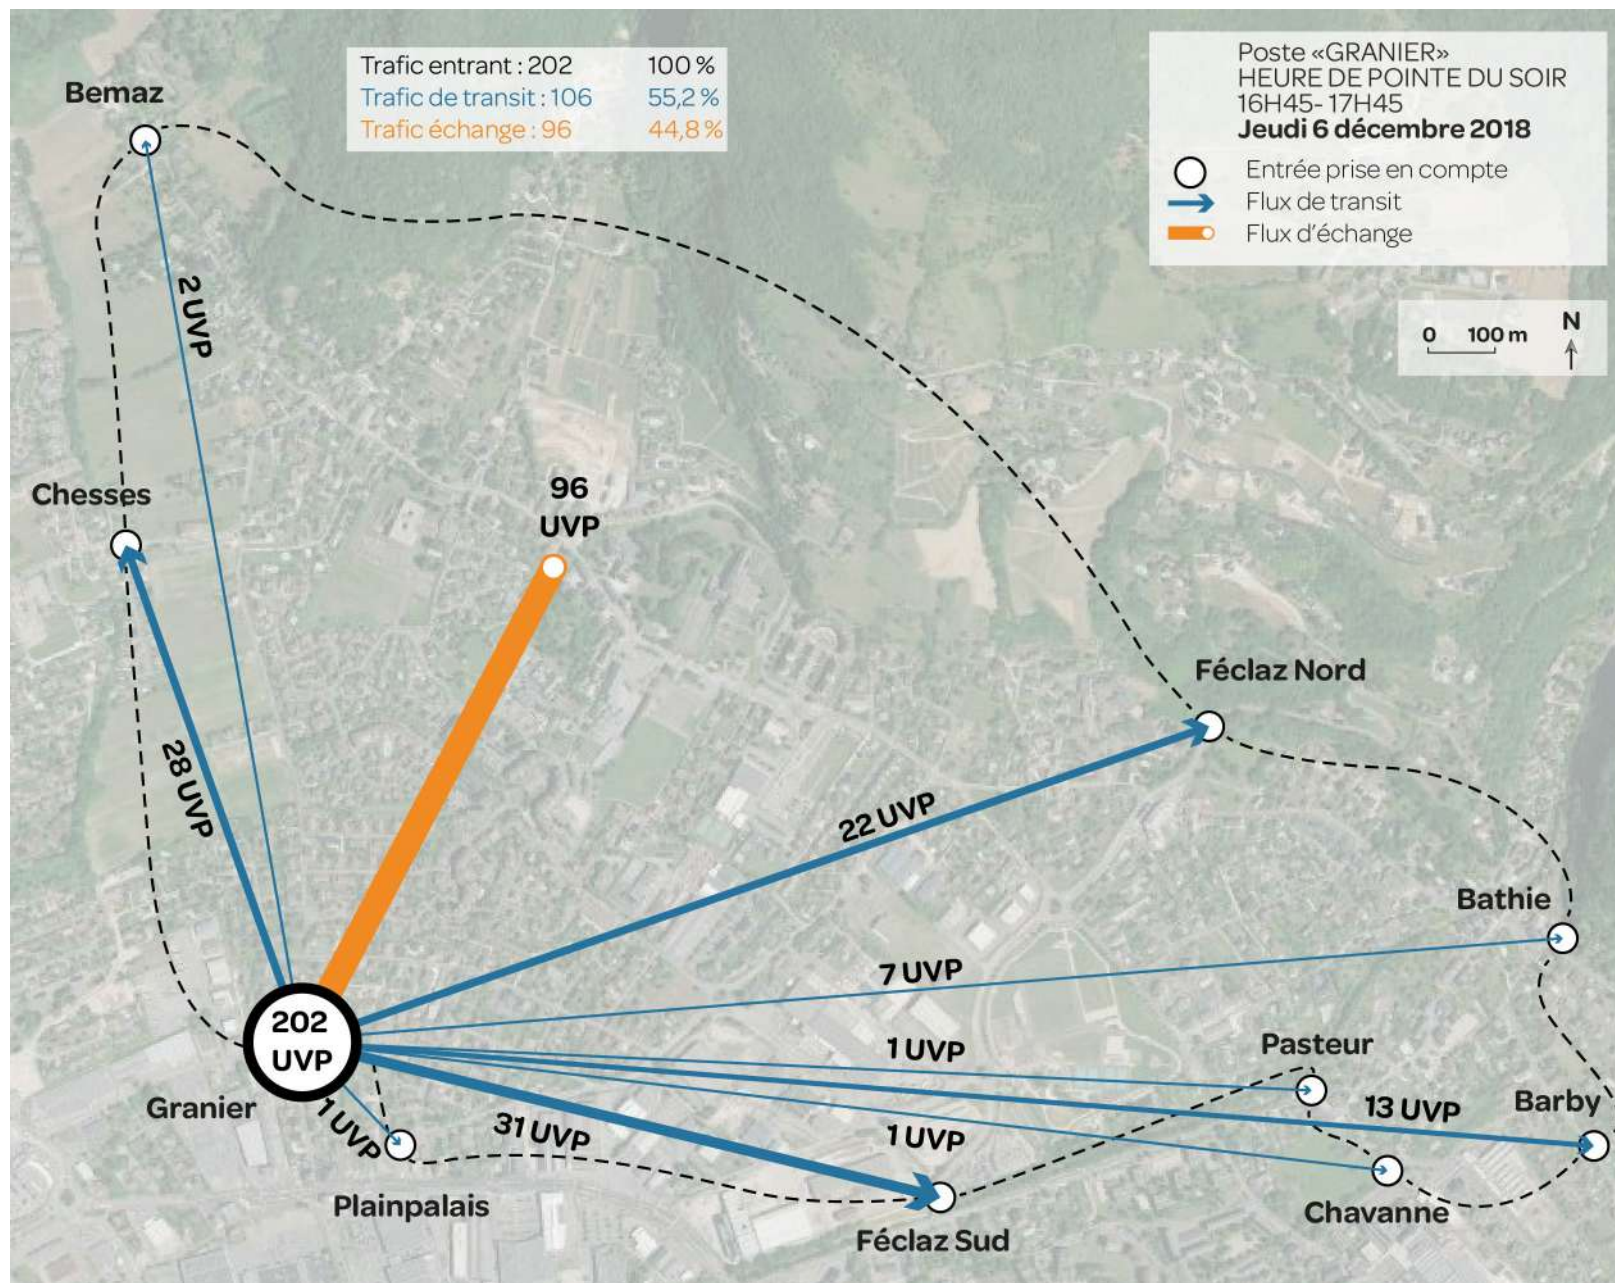 Bemaz
Trafic entrant : 202 100 %
Trafic de transit : 106 55,2 %
Trafic échange : 96 44,8 %
Poste «GRANIER»
HEURE DE POINTE DU SOIR
16H45- 17H45
Jeudi 6 décembre 2018
Entrée prise en compte
Flux de transit
Flux d'échange
0 100 m
N
2 UVP
Chesses
96
UVP
Féclaz Nord
28 UVP
22 UVP
Bathie
7 UVP
202
UVP
Granier
1 UVP
Pasteur
13 UVP
Barby
1 UVP
31 UVP
1 UVP
Plainpalais
Féclaz Sud
Chavanne